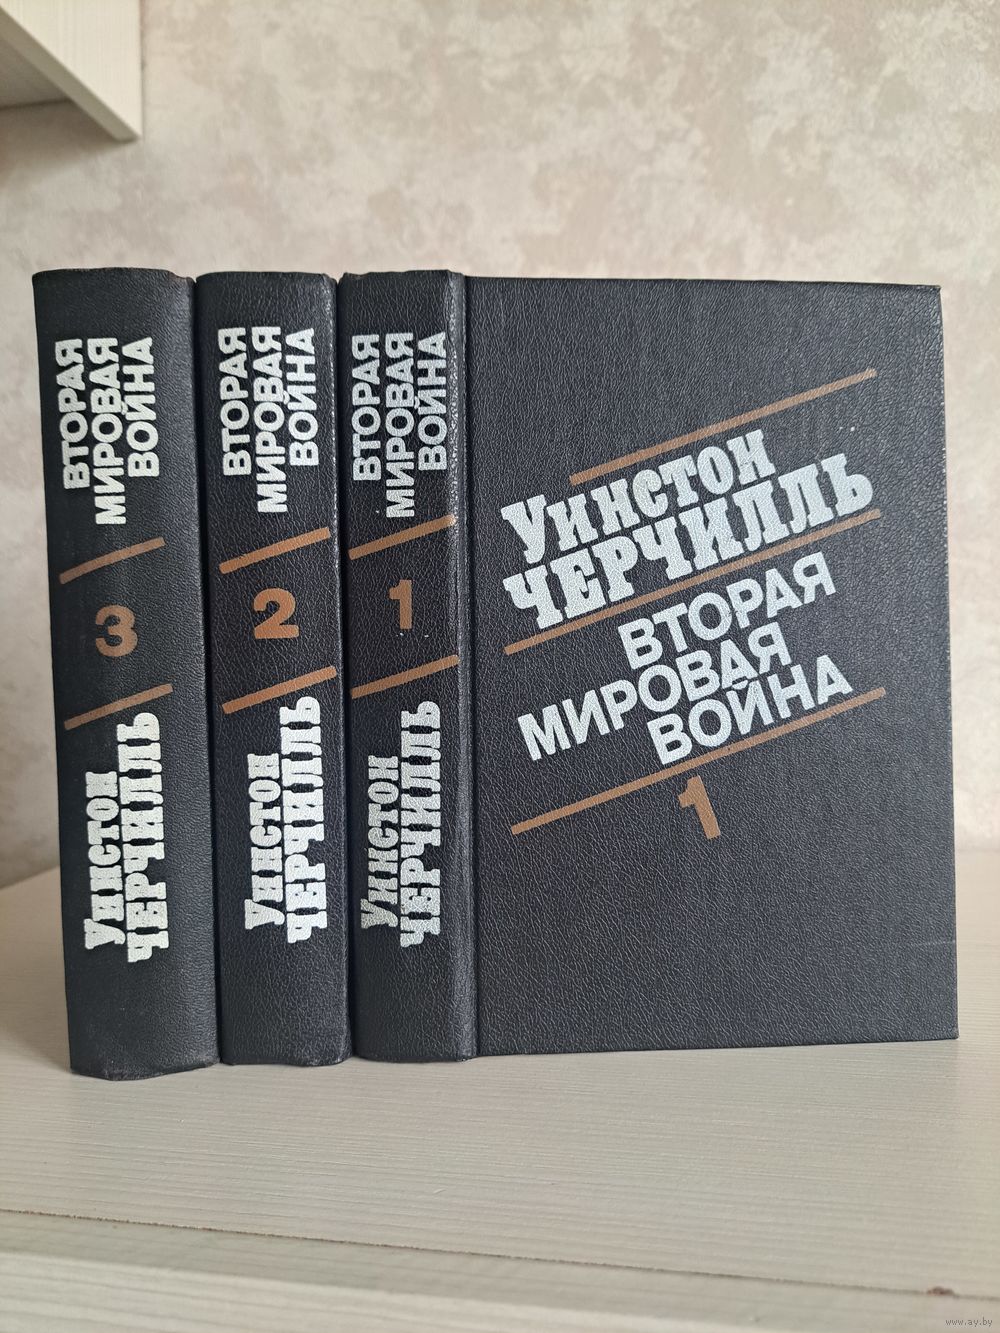 ВТОРАЯ
МИРОВАЯ
ВОЙНА
3
Уинстон
ЧЕРЧИЛЛЬ
ВТОРАЯ
МИРОВАЯ
ВОЙНА
2
Уинстон
ЧЕРЧИЛЛЬ
ВТОРАЯ
МИРОВАЯ
ВОЙНА
1
Уинстон
ЧЕРЧИЛЛЬ
Уинстон
ЧЕРЧИЛЛЬ
ВТОРАЯ
МИРОВАЯ
ВОЙНА
1
www.ay.by